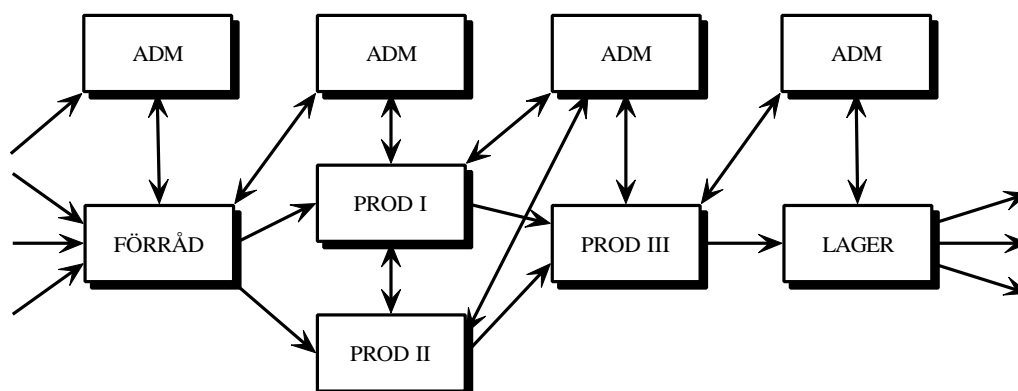 ADM
ADM
ADM
ADM
PROD I
FÖRRÅD
PROD III
LAGER
PROD II